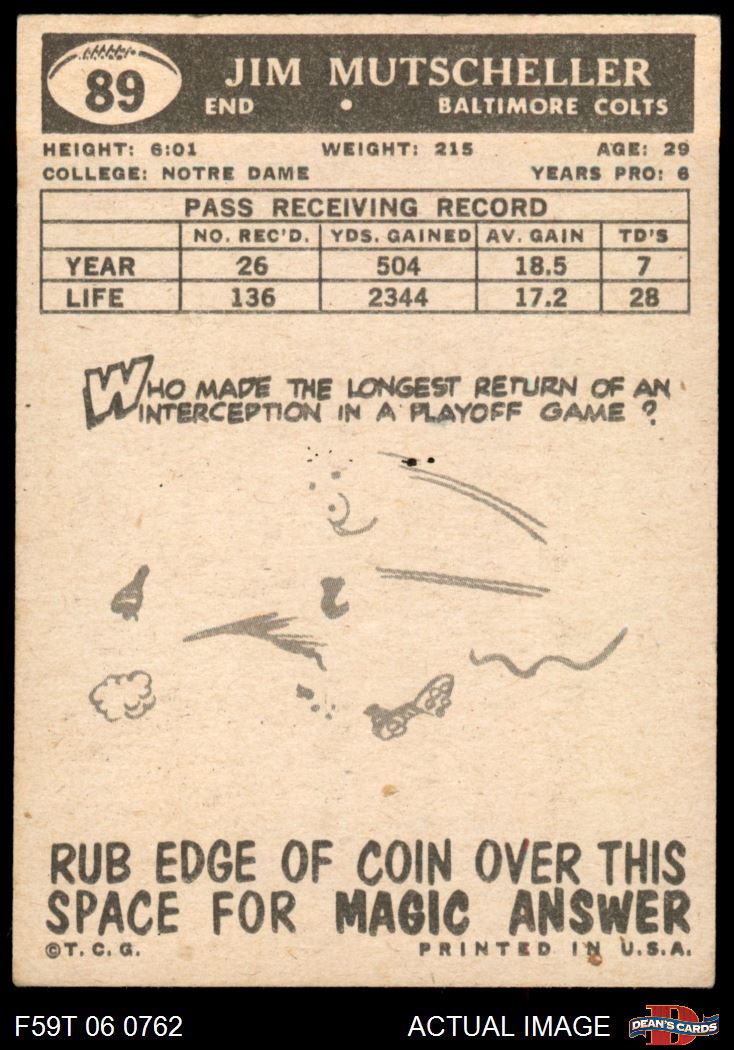 89
JIM MUTSCHELLER
END • BALTIMORE COLTS
HEIGHT: 6:01 WEIGHT: 215 AGE: 29
COLLEGE: NOTRE DAME YEARS PRO: 6
PASS RECEIVING RECORD
NO. REC'D. YDS. GAINED AV. GAIN TD'S
YEAR 26 504 18.5 7
LIFE 136 2344 17.2 28
WHO MADE THE LONGEST RETURN OF AN
INTERCEPTION IN A PLAYOFF GAME ?
RUB EDGE OF COIN OVER THIS
SPACE FOR MAGIC ANSWER
©T.C.G. PRINTED IN U.S.A.
F59T 06 0762 ACTUAL IMAGE D DEAN'S CARDS